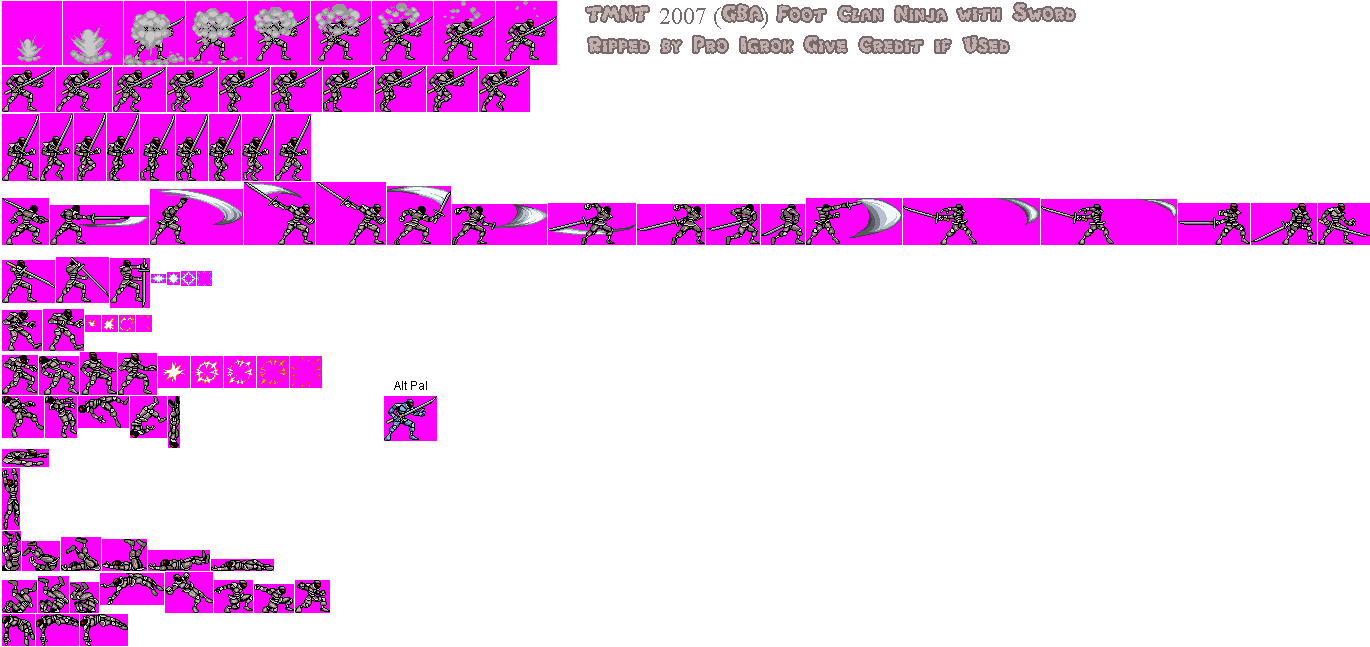 TMNT 2007 (GBA) Foot Clan Ninja with Sword
Ripped by Pro Igrok Give Credit if Used
Alt Pal